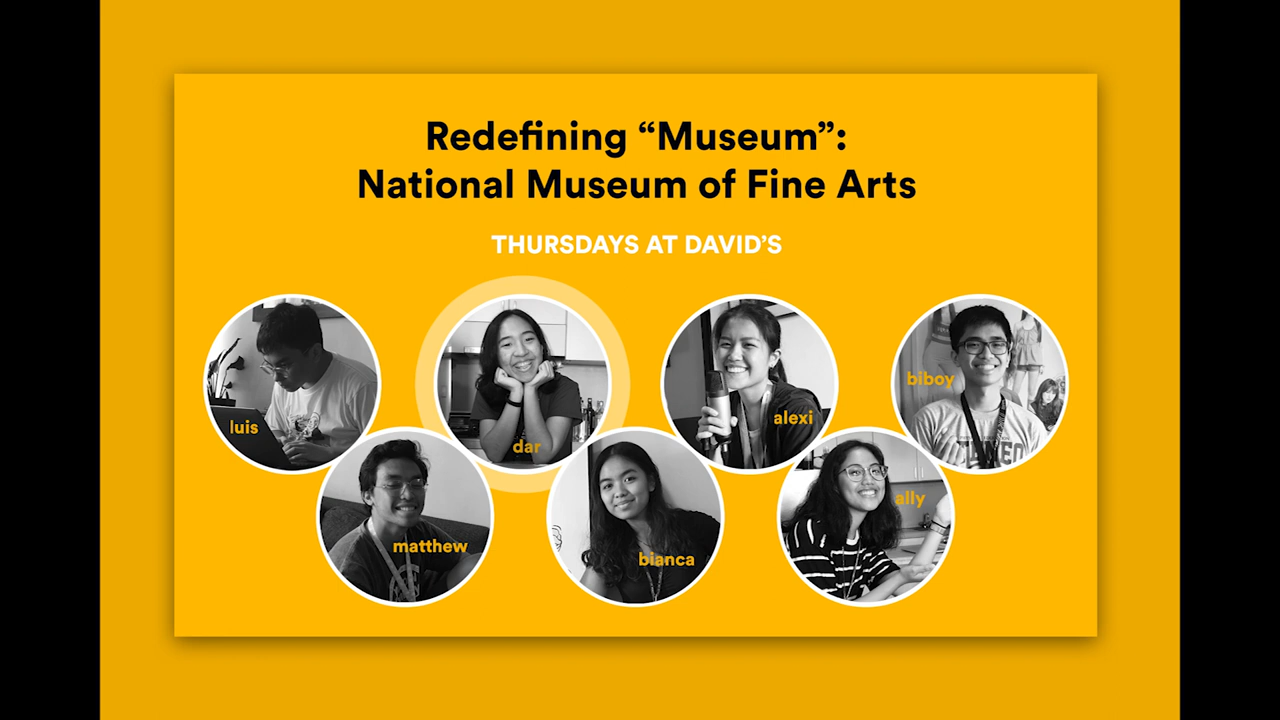 Redefining “Museum”:
National Museum of Fine Arts
THURSDAYS AT DAVID’S
luis
dar
alexi
biboy
matthew
bianca
ally